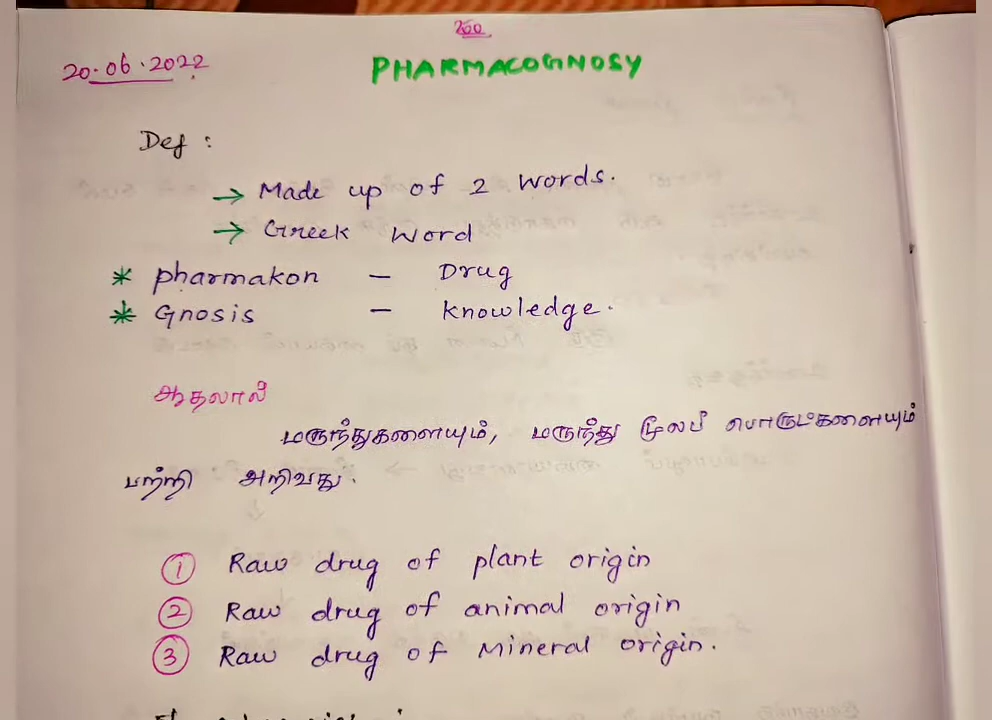 20.06.2022
PHARMACOGNOSY
Def :
→ Made up of 2 words.
→ Greek Word
* pharmakon – Drug
* Gnosis – knowledge.
ஆதலால்
மருந்துகளையும், மருந்து மூலப் பொருட்களையும்
பற்றி அறிவது.
① Raw drug of plant origin
② Raw drug of animal origin
③ Raw drug of Mineral origin.